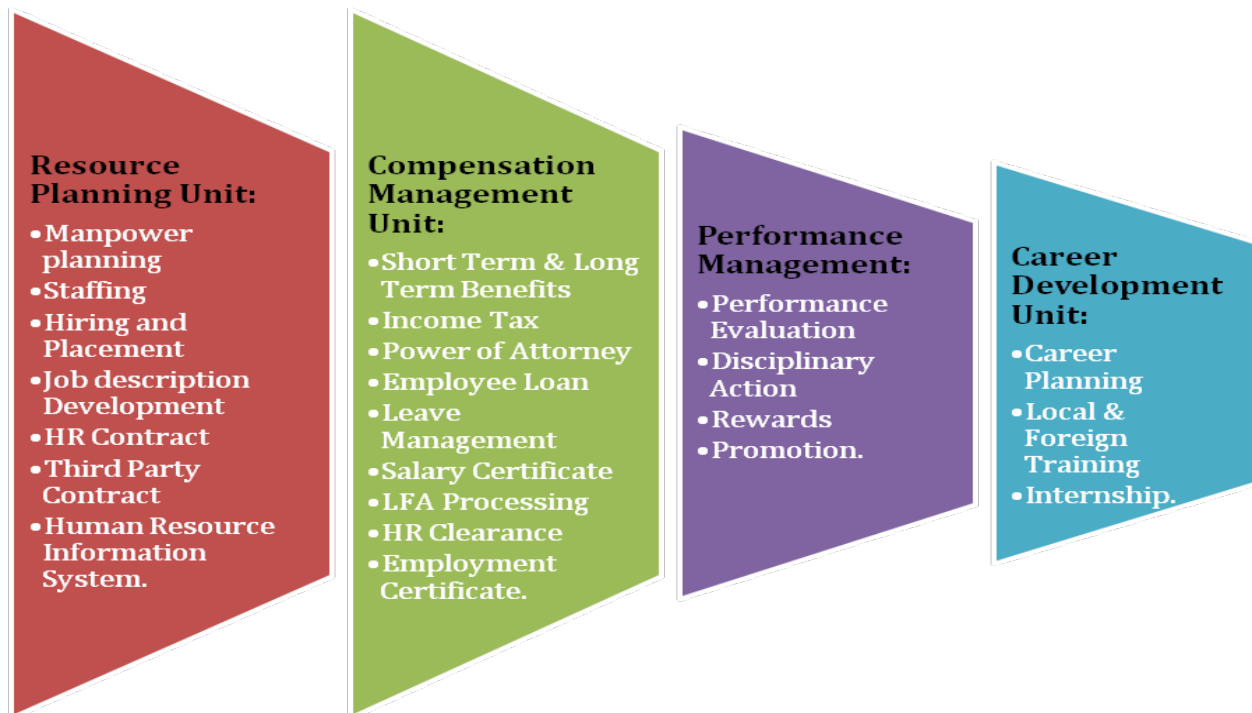 Resource
Planning Unit:
•Manpower
planning
•Staffing
•Hiring and
Placement
•Job description
Development
•HR Contract
•Third Party
Contract
•Human Resource
Information
System.
Compensation
Management
Unit:
•Short Term & Long
Term Benefits
•Income Tax
•Power of Attorney
•Employee Loan
•Leave
Management
•Salary Certificate
•LFA Processing
•HR Clearance
•Employment
Certificate.
Performance
Management:
•Performance
Evaluation
•Disciplinary
Action
•Rewards
•Promotion.
Career
Development
Unit:
•Career
Planning
•Local &
Foreign
Training
•Internship.